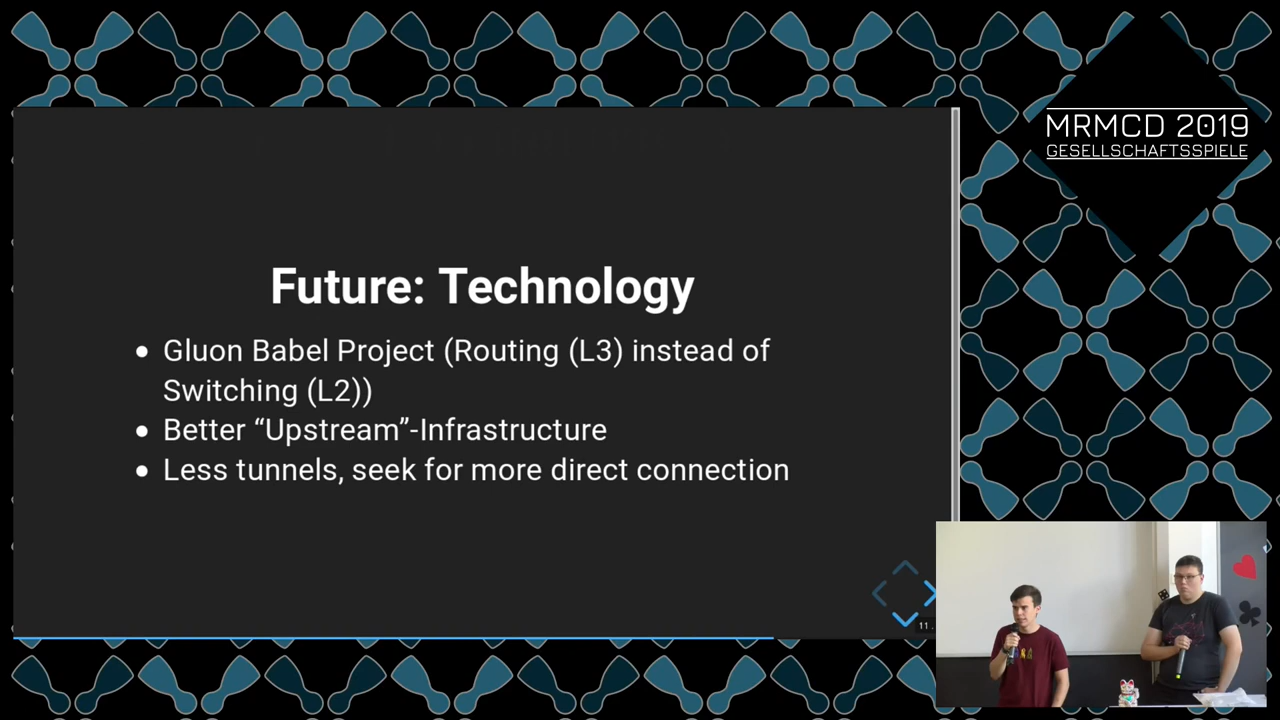 MRMCD 2019
GESELLSCHAFTSSPIELE
Future: Technology
• Gluon Babel Project (Routing (L3) instead of
Switching (L2))
• Better “Upstream”-Infrastructure
• Less tunnels, seek for more direct connection
11.